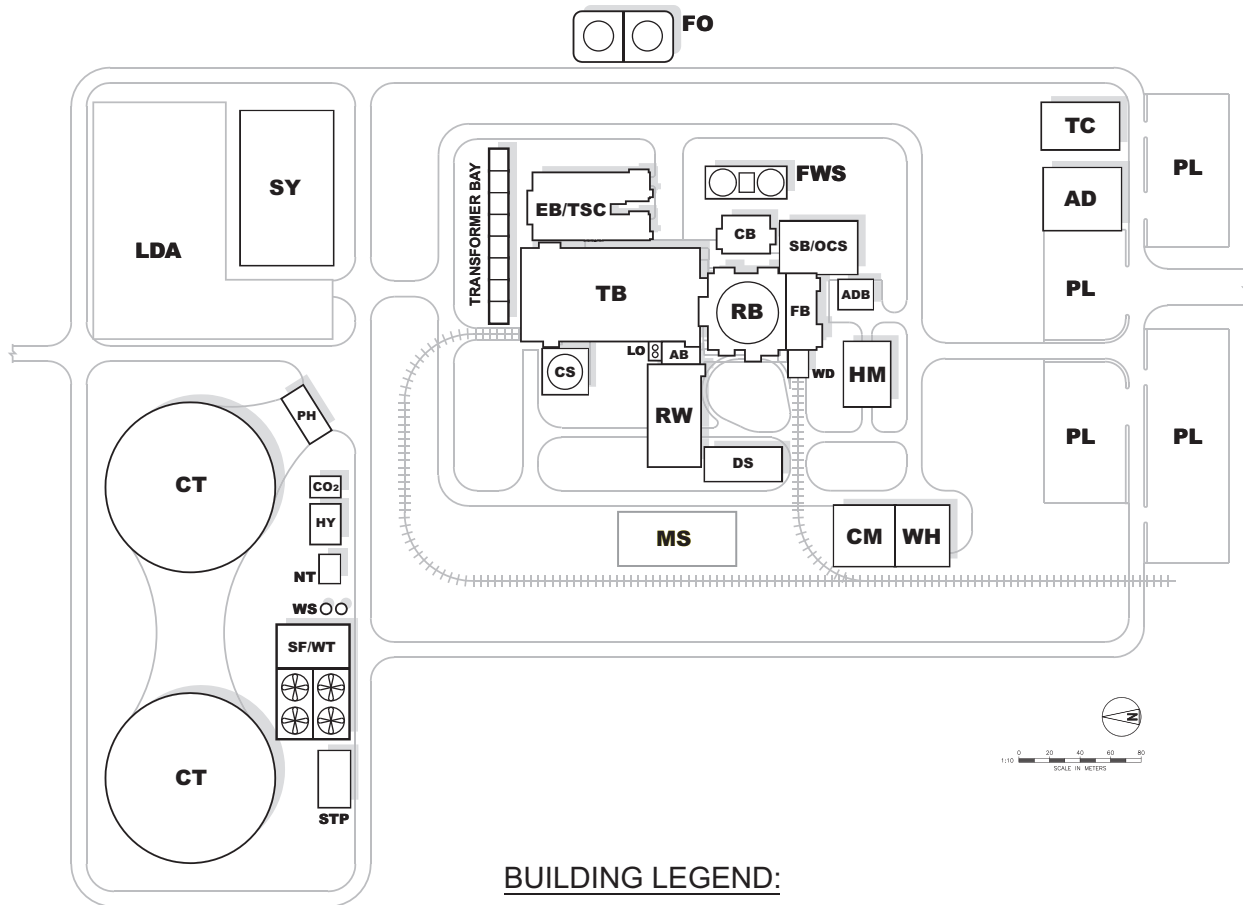 FO
TC
SY
TRANSFORMER BAY
FWS
PL
AD
EB/TSC
CB
SB/OCS
LDA
TB
RB
FB
ADB
PL
LO
AB
CS
WD
HM
PH
RW
CT
DS
PL
PL
CO₂
HY
MS
CM
WH
NT
WS
SF/WT
N
0 20 40 60 80
1:10
SCALE IN METERS
CT
STP
BUILDING LEGEND: